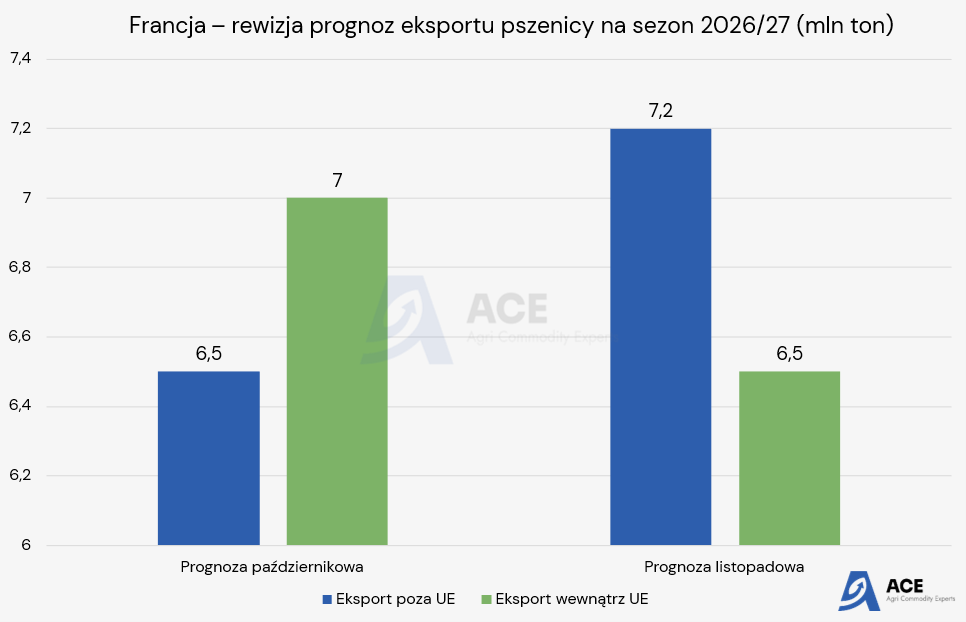 Francja – rewizja prognoz eksportu pszenicy na sezon 2026/27 (mln ton)
7,4
7,2
7
6,8
6,6
6,4
6,2
6
6,5
7
7,2
6,5
ACE
Agri Commodity Experts
Prognoza październikowa
Prognoza listopadowa
Eksport poza UE
Eksport wewnątrz UE
ACE
Agri Commodity Experts